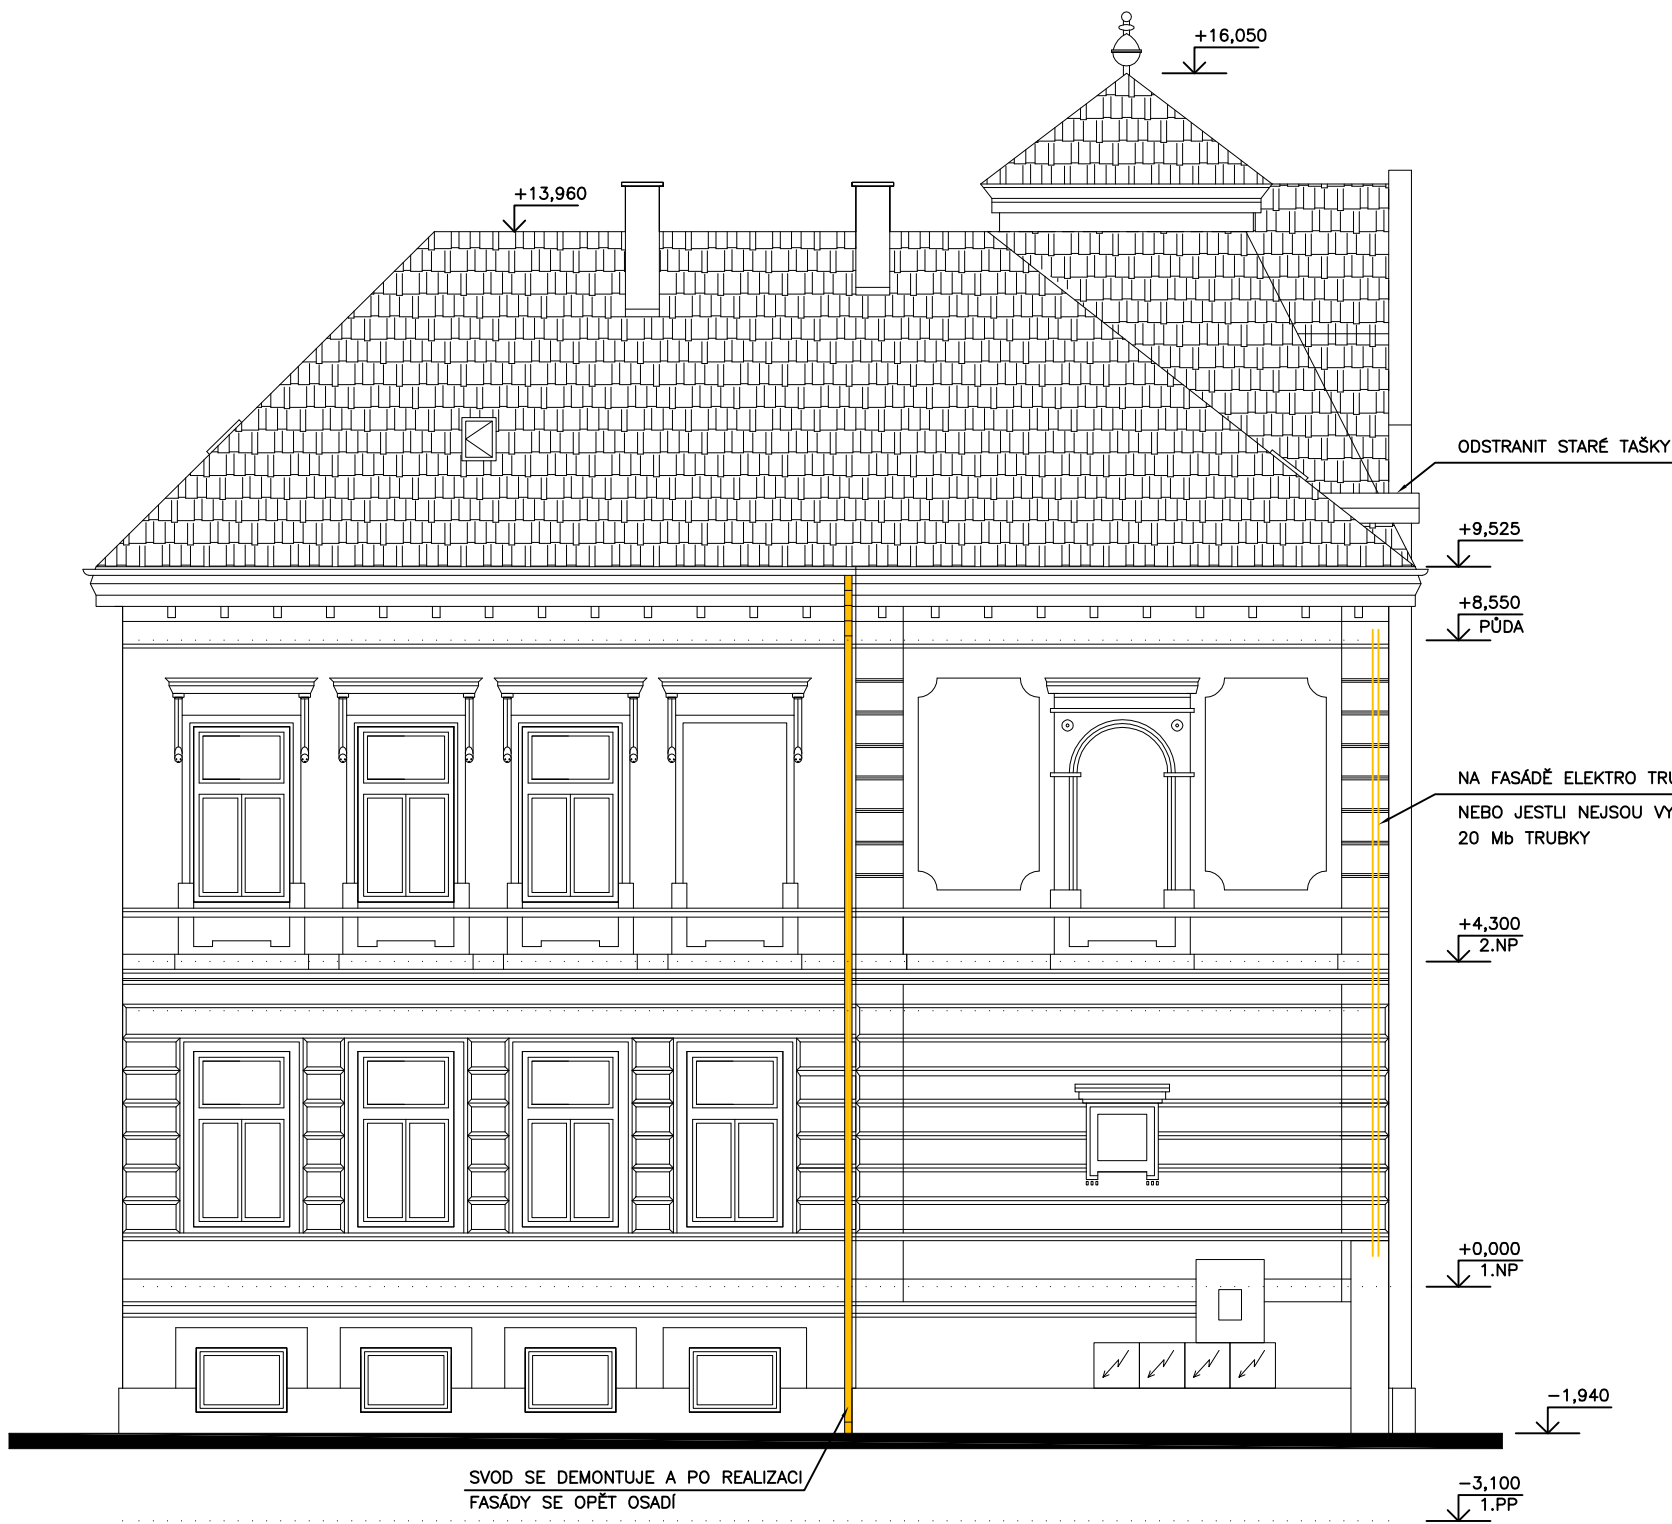 +16,050
+13,960
ODSTRANIT STARÉ TAŠKY
+9,525
+8,550
PŮDA
NA FASÁDĚ ELEKTRO
NEBO JESTLI NEJSOU
20 Mb TRUBKY
+4,300
2.NP
+0,000
1.NP
-1,940
SVOD SE DEMONTUJE A PO REALIZACI
FASÁDY SE OPĚT OSADÍ
-3,100
1.PP